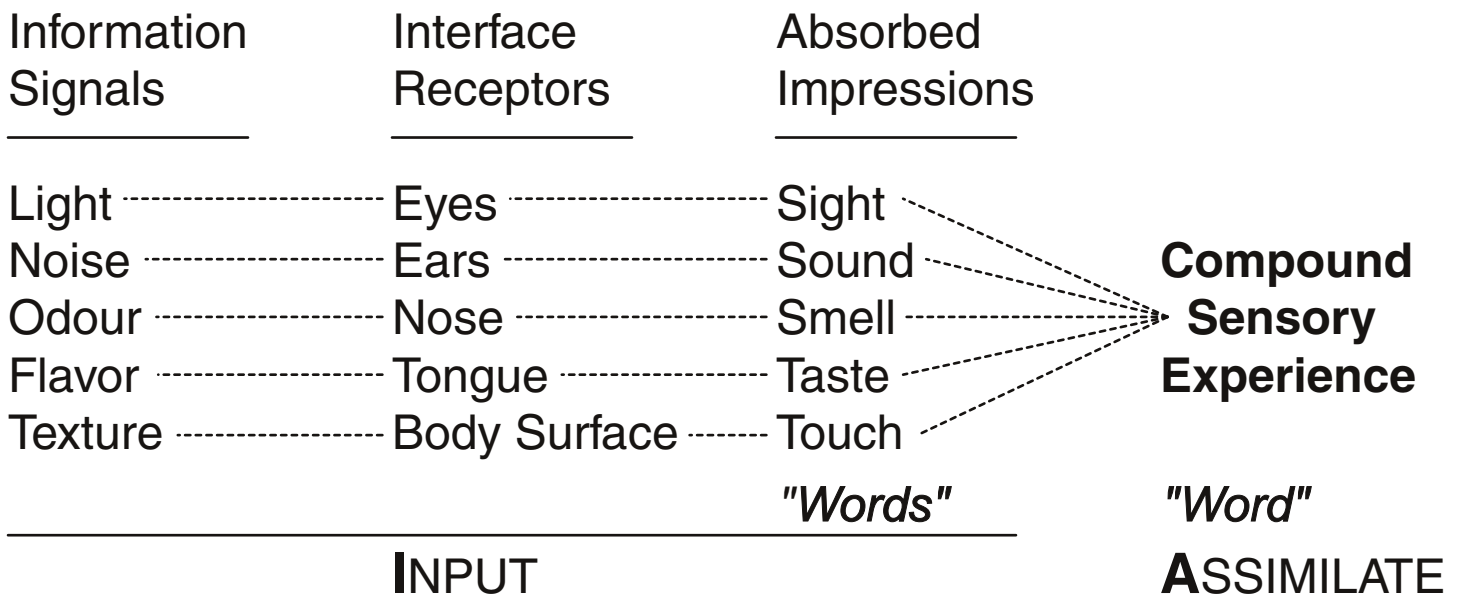 Information Interface Absorbed
Signals Receptors Impressions
Light Eyes Sight
Noise Ears Sound Compound
Odour Nose Smell Sensory
Flavor Tongue Taste Experience
Texture Body Surface Touch
"Words" "Word"
INPUT ASSIMILATE